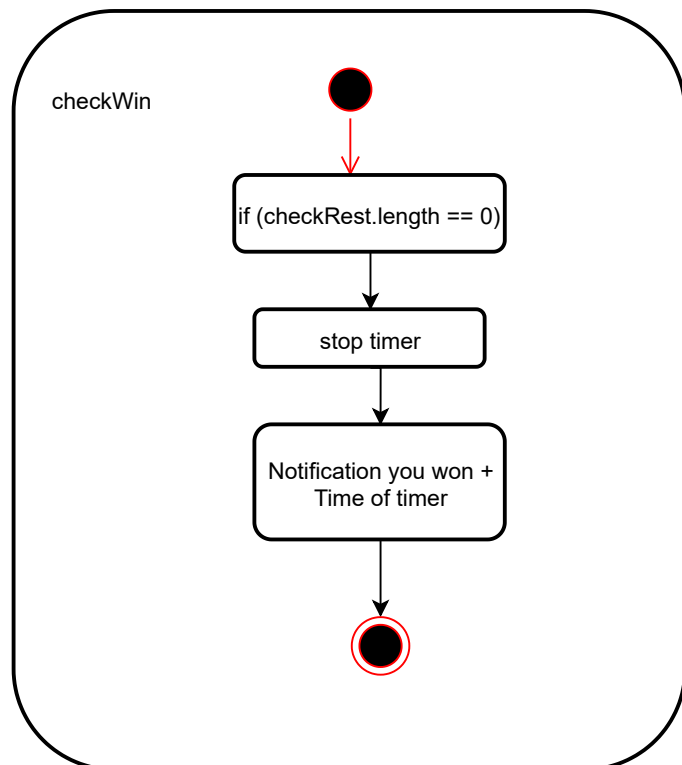 checkWin
if (checkRest.length == 0)
stop timer
Notification you won +
Time of timer